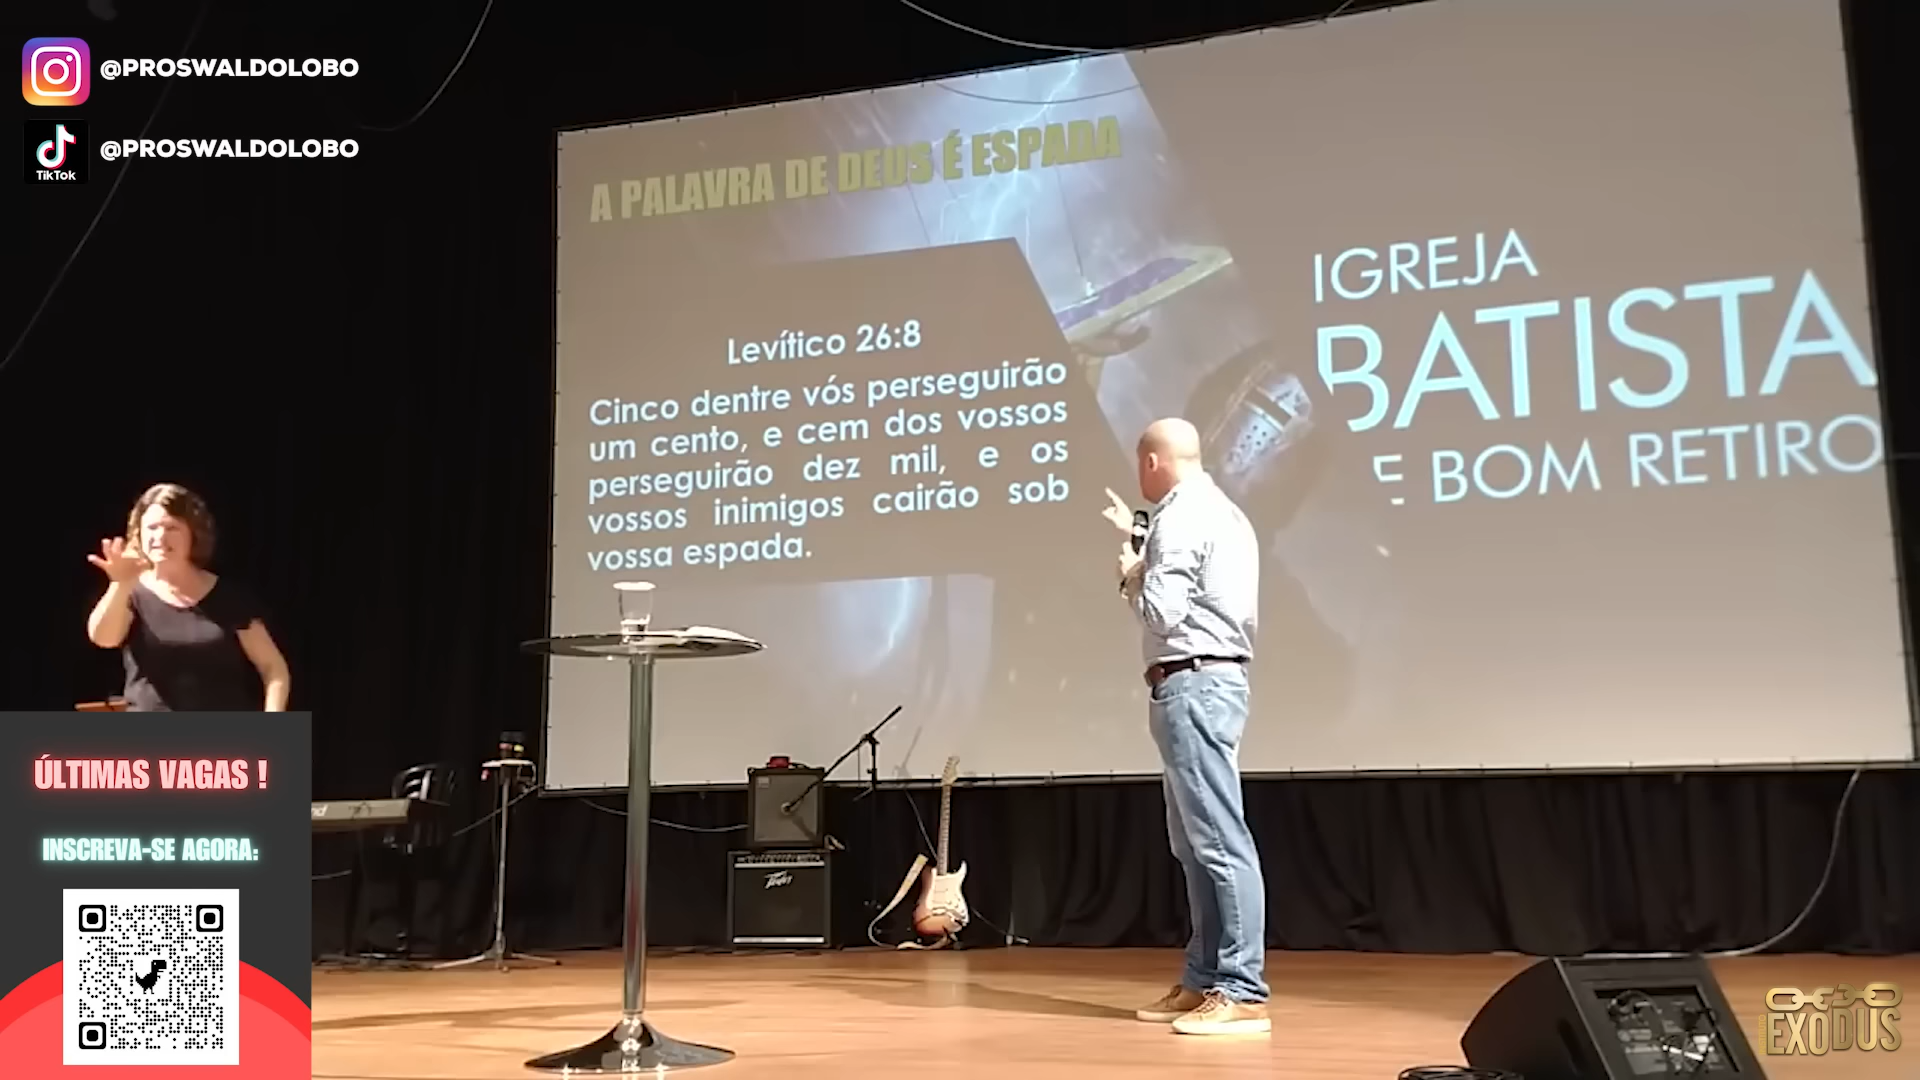 @PROSWALDOLOBO
TikTok
@PROSWALDOLOBO
A PALAVRA DE DEUS É ESPADA
Levítico 26:8
Cinco dentre vós perseguirão
um cento, e cem dos vossos
perseguirão dez mil, e os
vossos inimigos cairão sob
vossa espada.
IGREJA
BATISTA
E BOM RETIRO
ÚLTIMAS VAGAS !
INSCREVA-SE AGORA:
PEAVEY
EXODUS